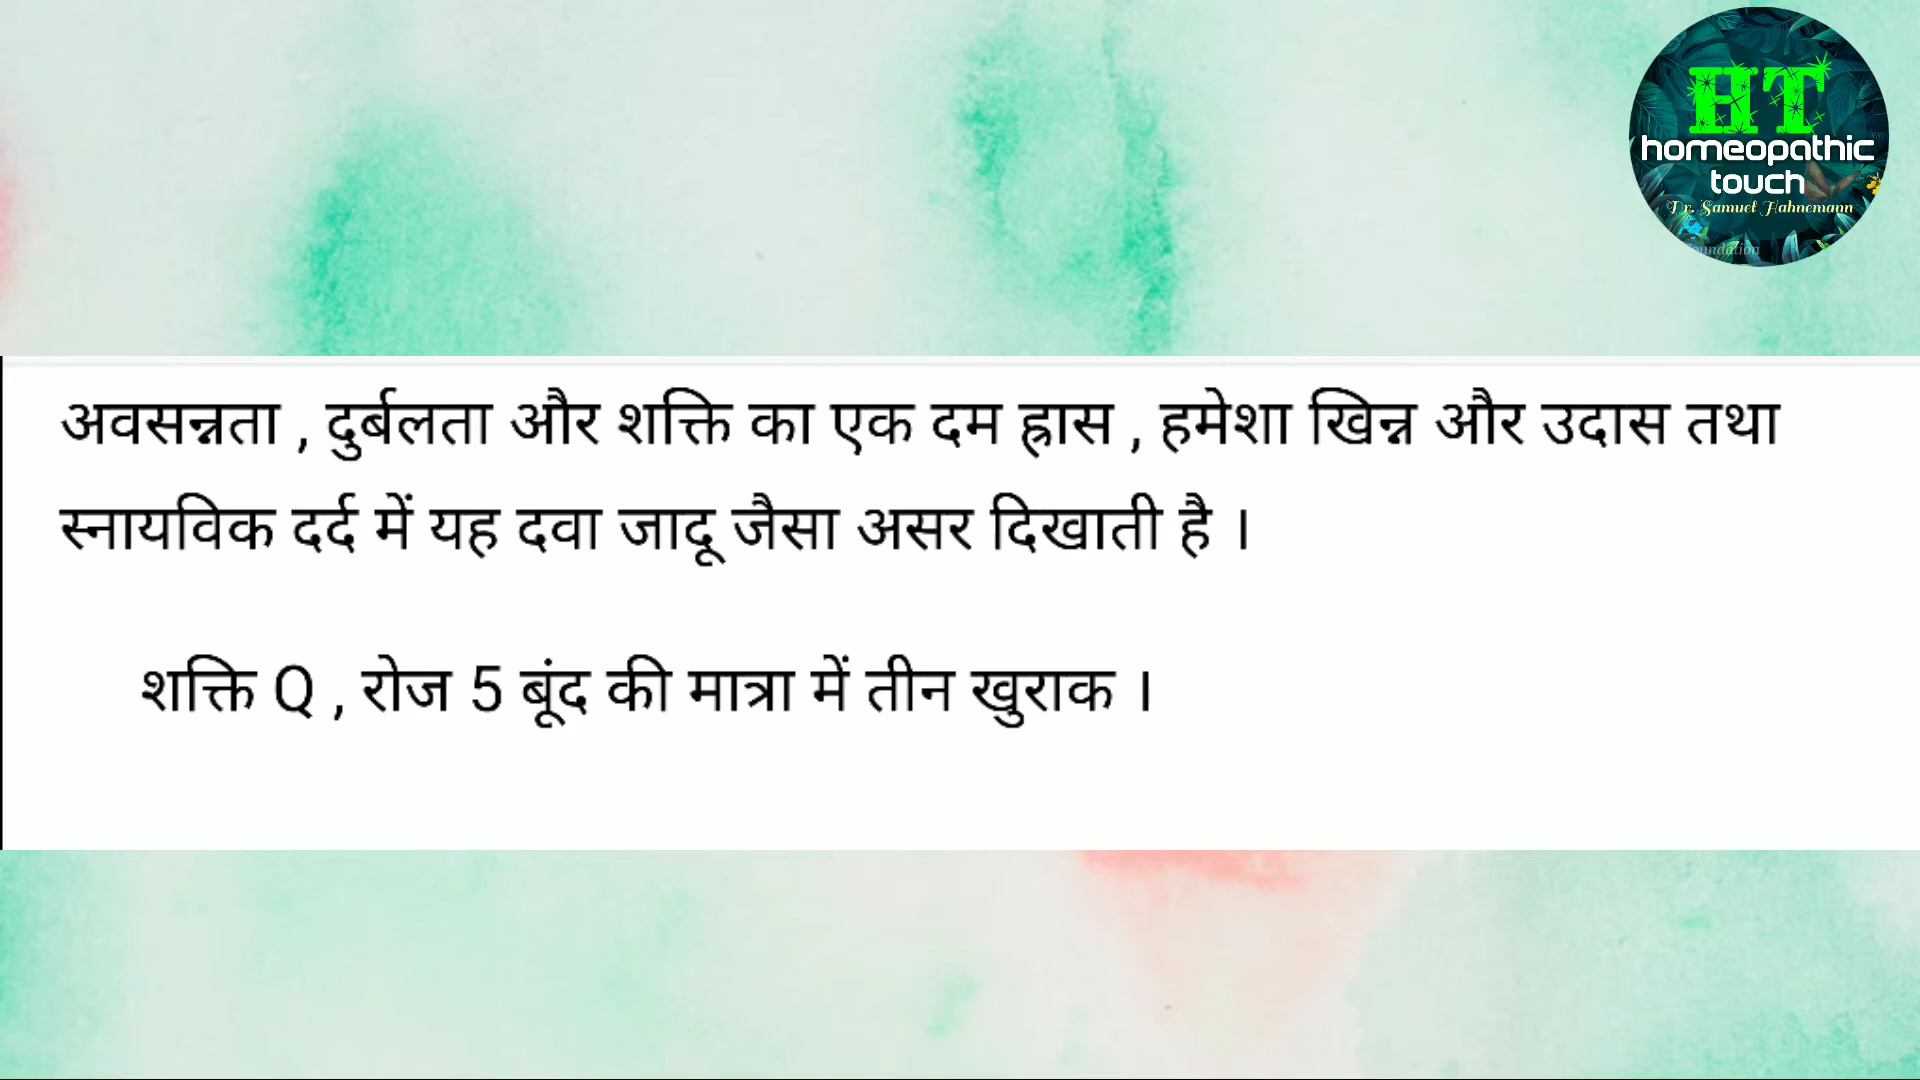 HT
homeopathic
touch
Dr. Samuel Hahnemann
Foundation
अवसन्नता , दुर्बलता और शक्ति का एक दम ह्रास , हमेशा खिन्न और उदास तथा
स्नायविक दर्द में यह दवा जादू जैसा असर दिखाती है ।
शक्ति Q , रोज 5 बूंद की मात्रा में तीन खुराक ।